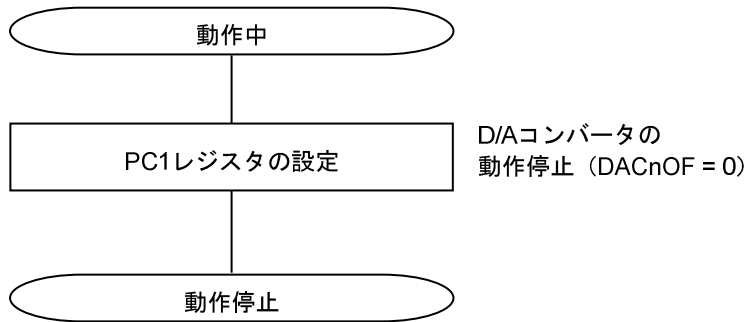 動作中
PC1レジスタの設定
D/Aコンバータの
動作停止（DACnOF = 0）
動作停止